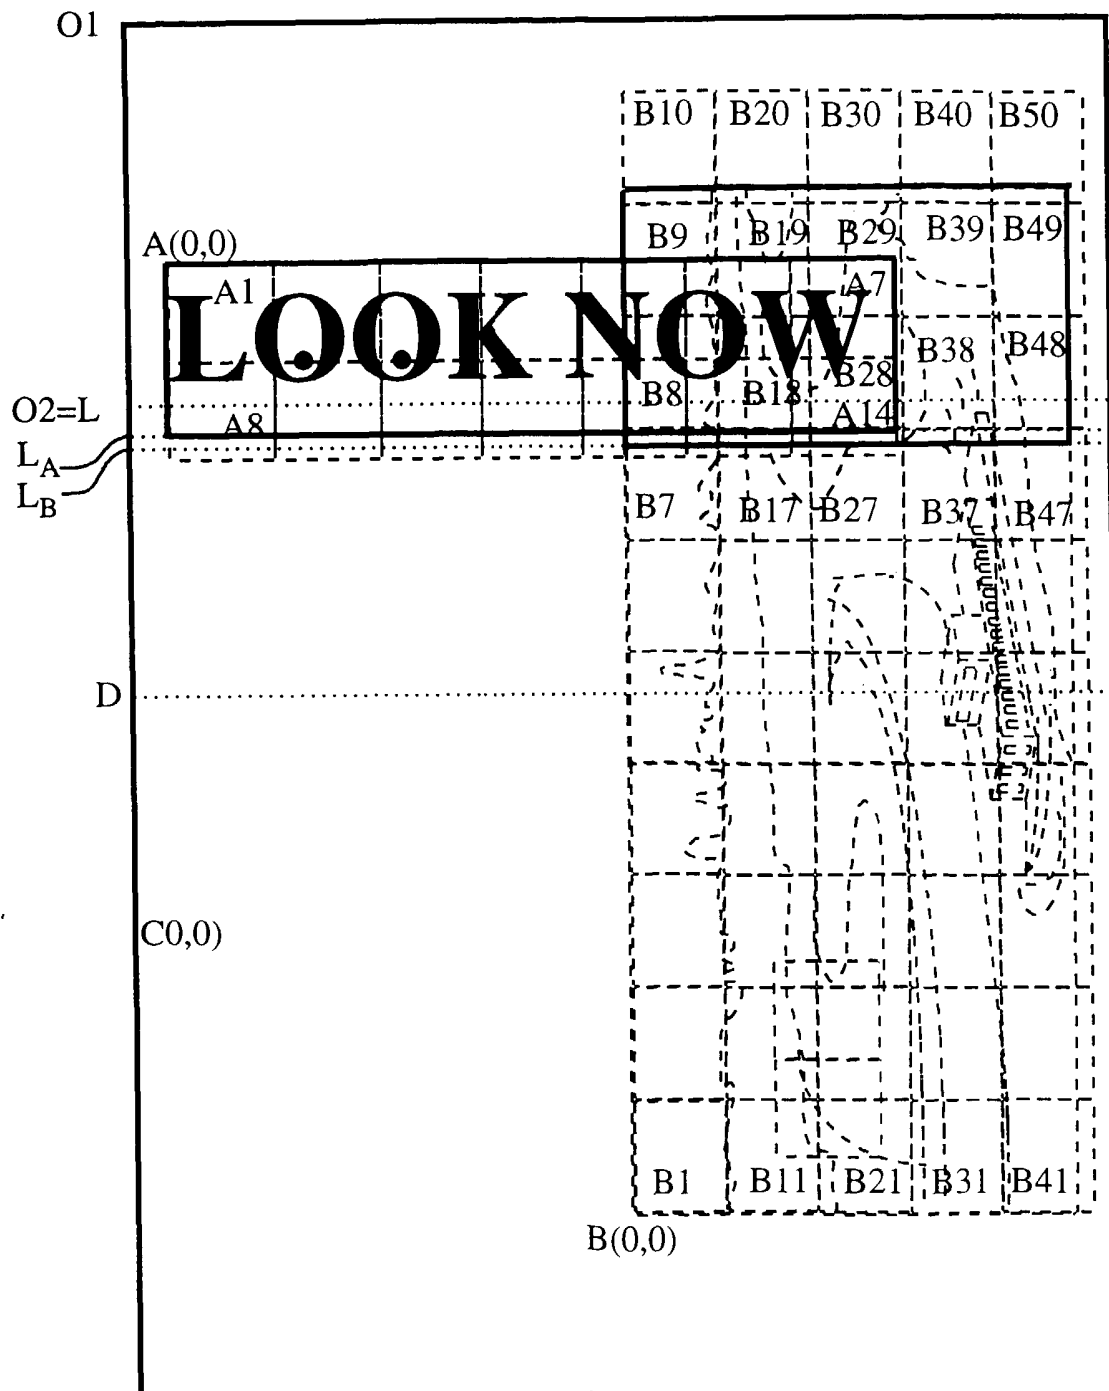 O1
B10 B20 B30 B40 B50
B9 B19 B29 B39 B49
A(0,0)
A1 A7
LOOK NOW
B38 B48
B8 B18 B28
O2=L
A8 A14
LA
LB
B7 B17 B27 B37 B47
D
C0,0)
B1 B11 B21 B31 B41
B(0,0)